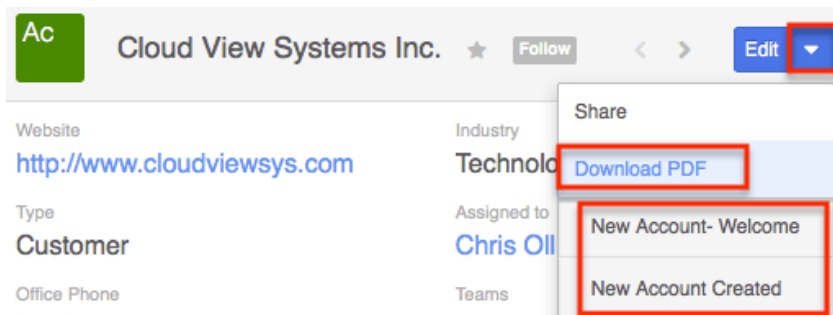 Ac
Cloud View Systems Inc. Follow Edit
Share
Website Industry
http://www.cloudviewsys.com Technolo
Download PDF
Type Assigned to
Customer Chris Oll
New Account- Welcome
Office Phone Teams
New Account Created